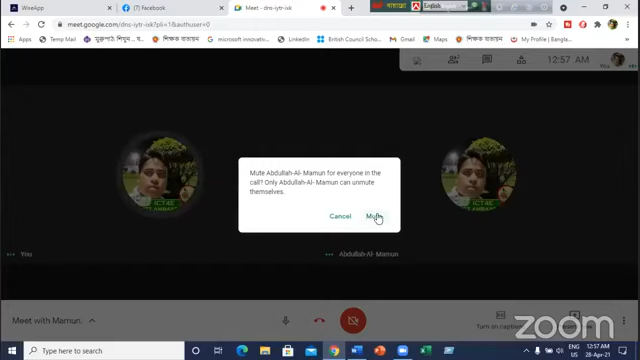 WiseApp
Facebook
Meet - dns-iytr-ixk
English
meet.google.com/dns-iytr-ixk?pli=1&authuser=0
Apps
Temp Mail
মুক্তপাঠ: শিখুন...
শিক্ষক বাতায়ন
microsoft innovativ...
LinkedIn
British Council Scho...
Gmail
Maps
শিক্ষক বাতায়ন
My Profile | Bangla...
12:57 AM
You
Mute Abdullah-Al- Mamun for everyone in the
call? Only Abdullah-Al- Mamun can unmute
themselves.
Cancel
Mute
ICT4E
You
Abdullah-Al- Mamun
Meet with Mamun.
Turn on captions
zoom
Type here to search
ENG
US
12:57 AM
28-Apr-21